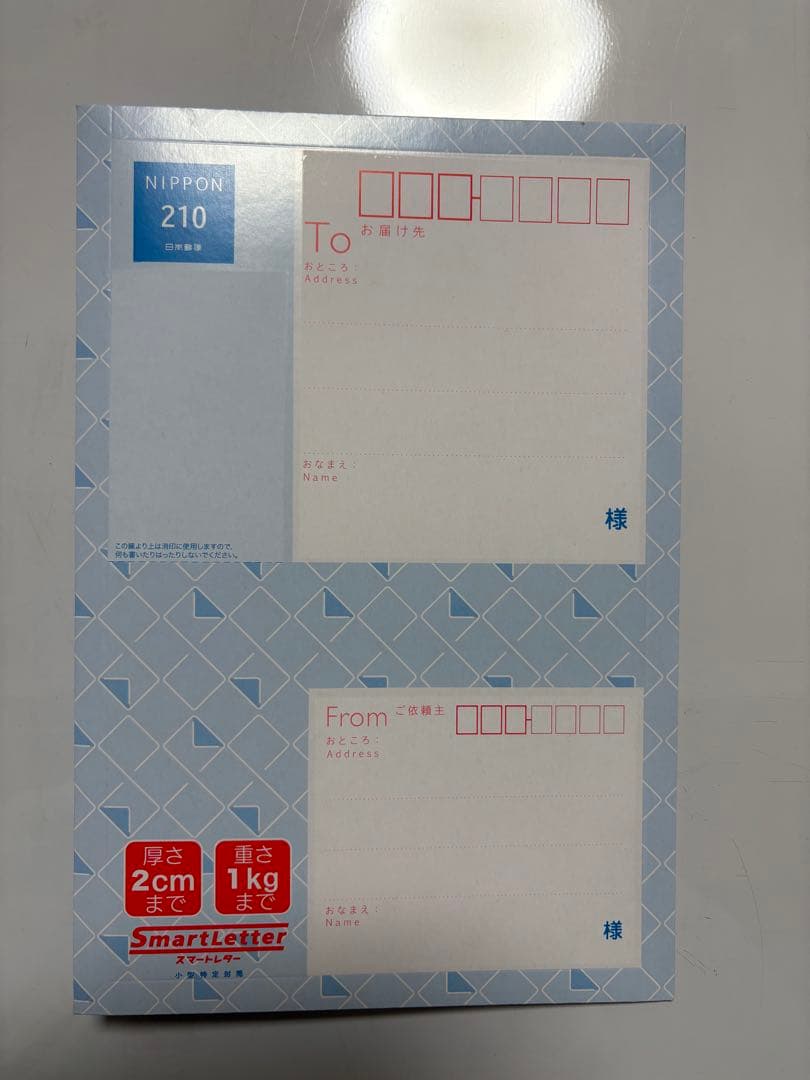 NIPPON
210
日本郵便
To お届け先
おところ:
Address
おなまえ:
Name
様
この線より上は消印に使用しますので、
何も書いたりはったりしないでください。
From ご依頼主
おところ:
Address
おなまえ:
Name
様
厚さ
2cm
まで
重さ
1kg
まで
SmartLetter
スマートレター
小型特定封筒